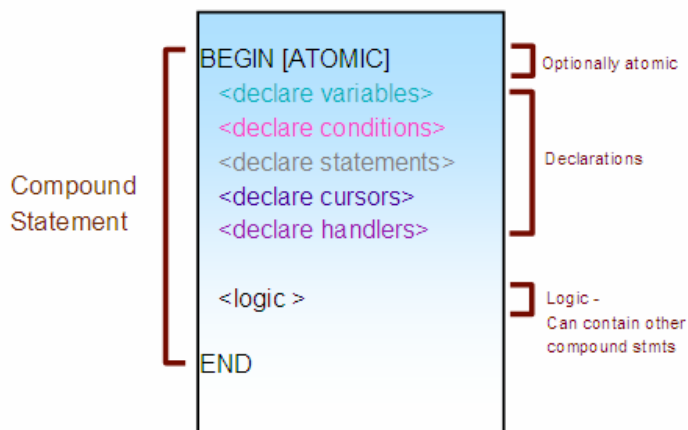 BEGIN [ATOMIC]
Optionally atomic
<declare variables>
<declare conditions>
<declare statements>
Declarations
Compound
Statement
<declare cursors>
<declare handlers>
<logic >
Logic -
Can contain other
compound stmts
END